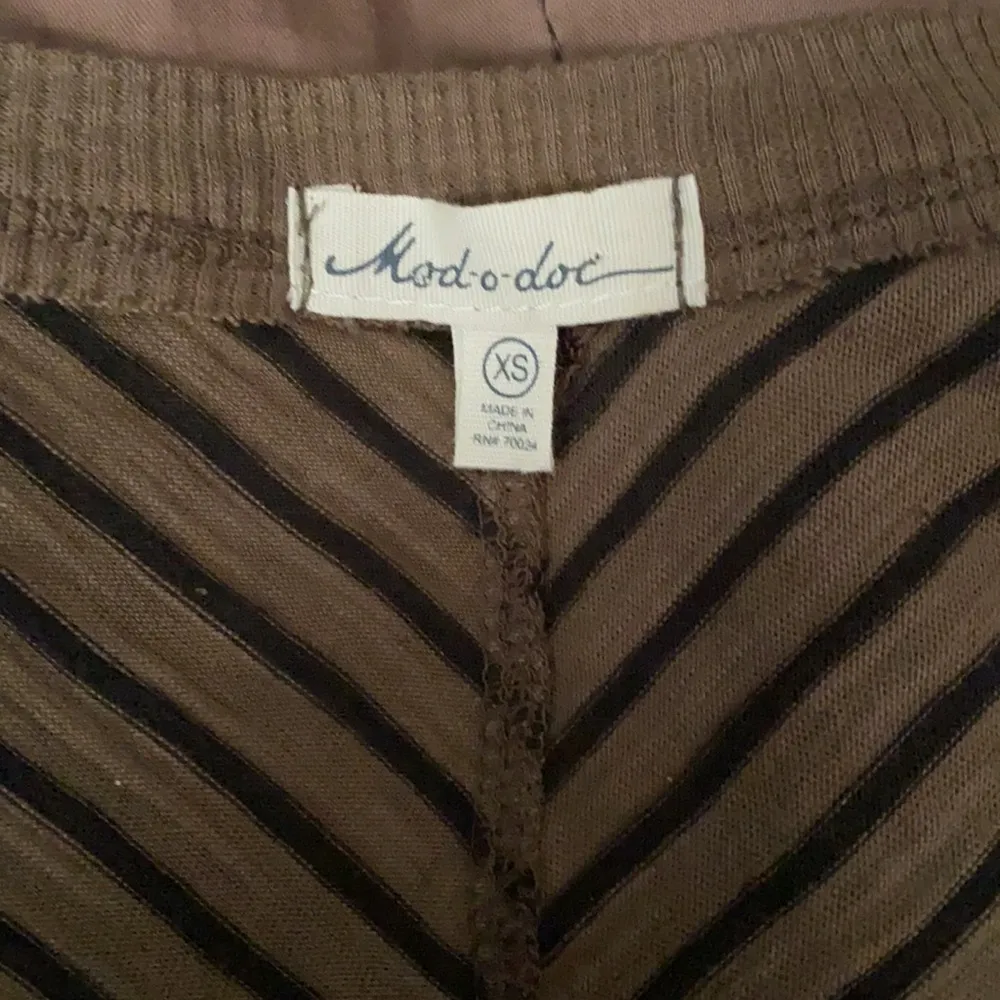 Mod-o-doc
XS
MADE IN
CHINA
RN# 70024